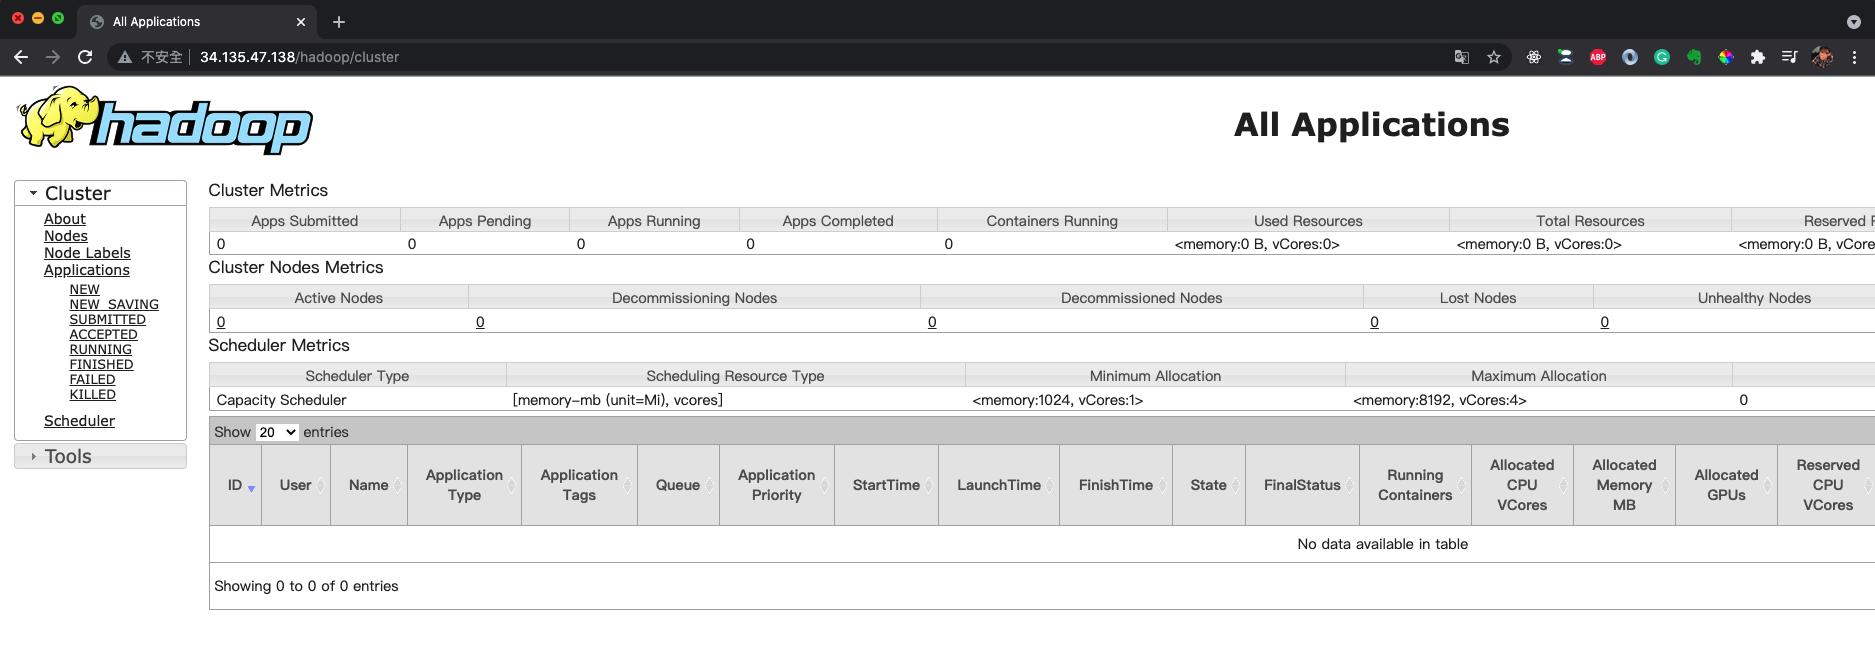 All Applications
不安全 34.135.47.138/hadoop/cluster
ABP
hadoop
All Applications
Cluster
About
Nodes
Node Labels
Applications
NEW
NEW_SAVING
SUBMITTED
ACCEPTED
RUNNING
FINISHED
FAILED
KILLED
Scheduler
Tools
Cluster Metrics
Apps Submitted Apps Pending Apps Running Apps Completed Containers Running Used Resources Total Resources Reserved R
0 0 0 0 0 <memory:0 B, vCores:0> <memory:0 B, vCores:0> <memory:0 B, vCore
Cluster Nodes Metrics
Active Nodes Decommissioning Nodes Decommissioned Nodes Lost Nodes Unhealthy Nodes
0 0 0 0 0
Scheduler Metrics
Scheduler Type Scheduling Resource Type Minimum Allocation Maximum Allocation
Capacity Scheduler [memory-mb (unit=Mi), vcores] <memory:1024, vCores:1> <memory:8192, vCores:4> 0
Show 20 entries
ID User Name Application Type Application Tags Queue Application Priority StartTime LaunchTime FinishTime State FinalStatus Running Containers Allocated CPU VCores Allocated Memory MB Allocated GPUs Reserved CPU VCores
No data available in table
Showing 0 to 0 of 0 entries